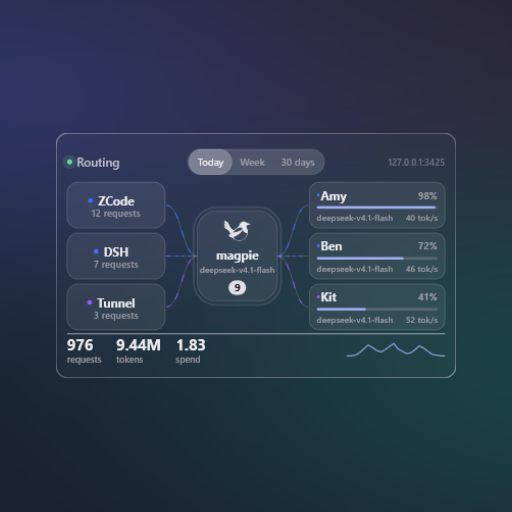 Routing
Today Week 30 days
127.0.0.1:3425
ZCode
12 requests
DSH
7 requests
Tunnel
3 requests
magpie
deepseek-v4.1-flash
9
Amy 98%
deepseek-v4.1-flash 40 tok/s
Ben 72%
deepseek-v4.1-flash 46 tok/s
Kit 41%
deepseek-v4.1-flash 52 tok/s
976 9.44M 1.83
requests tokens spend